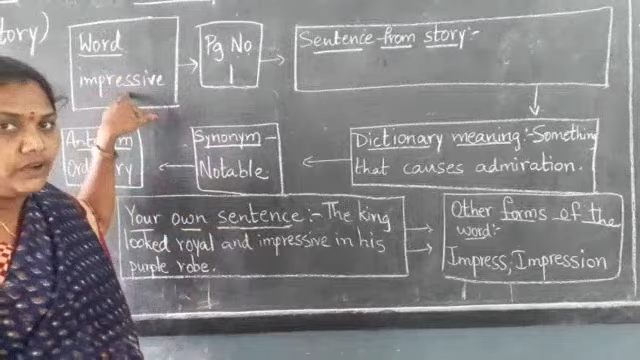 tory)
Word
impressive
Pg No
1
Sentence from story:-
Synonym -
Notable
Dictionary meaning:- Something
that causes admiration.
Your own sentence:- The king
looked royal and impressive in his
purple robe.
Other forms of the
word:-
Impress, Impression